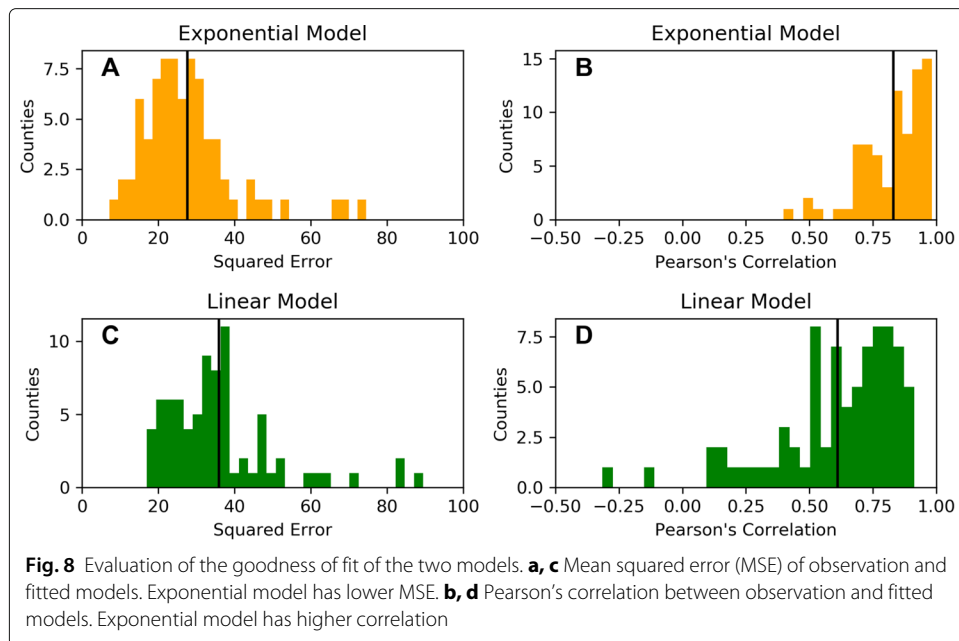 Exponential Model
A
Counties
7.5
5.0
2.5
0.0
0 20 40 60 80 100
Squared Error
Exponential Model
B
Counties
15
10
5
0
−0.50 −0.25 0.00 0.25 0.50 0.75 1.00
Pearson's Correlation
Linear Model
C
Counties
10
5
0
0 20 40 60 80 100
Squared Error
Linear Model
D
Counties
7.5
5.0
2.5
0.0
−0.50 −0.25 0.00 0.25 0.50 0.75 1.00
Pearson's Correlation
Fig. 8 Evaluation of the goodness of fit of the two models. a, c Mean squared error (MSE) of observation and
fitted models. Exponential model has lower MSE. b, d Pearson's correlation between observation and fitted
models. Exponential model has higher correlation